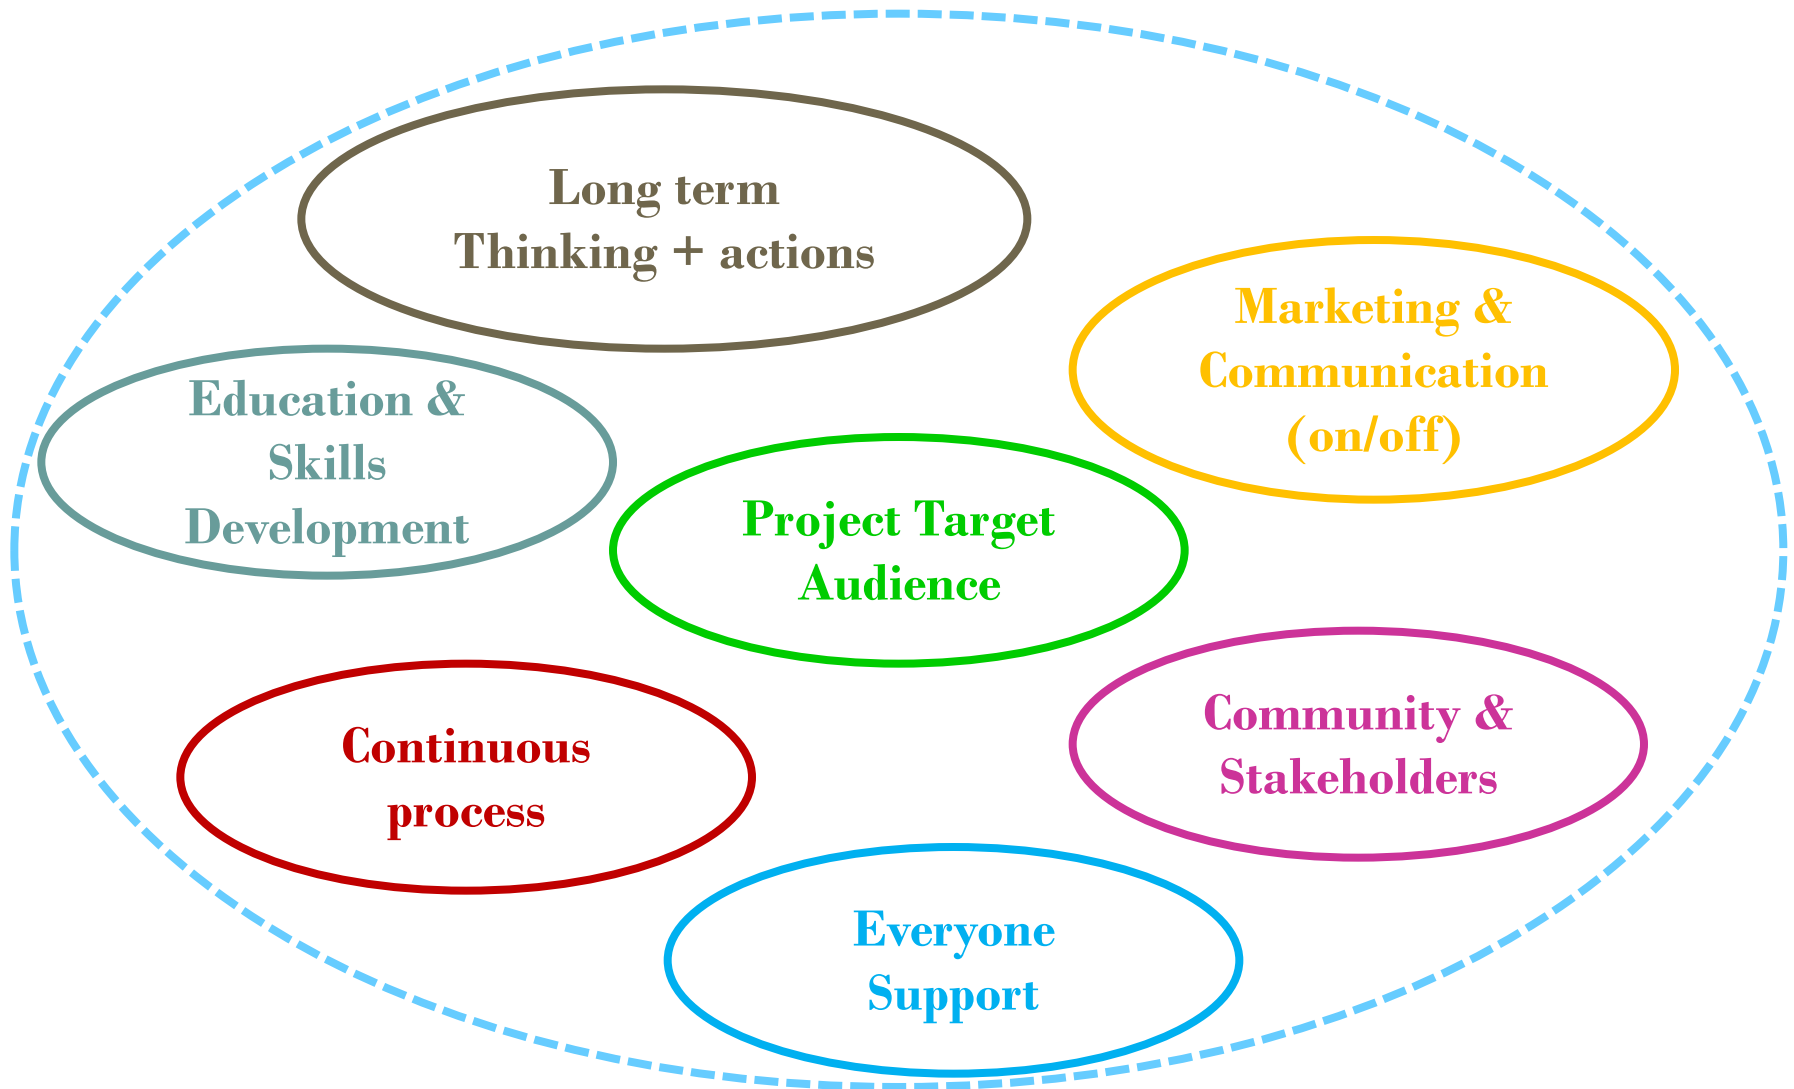 Long term
Thinking + actions
Marketing &
Communication
(on/off)
Education &
Skills
Development
Project Target
Audience
Continuous
process
Community &
Stakeholders
Everyone
Support